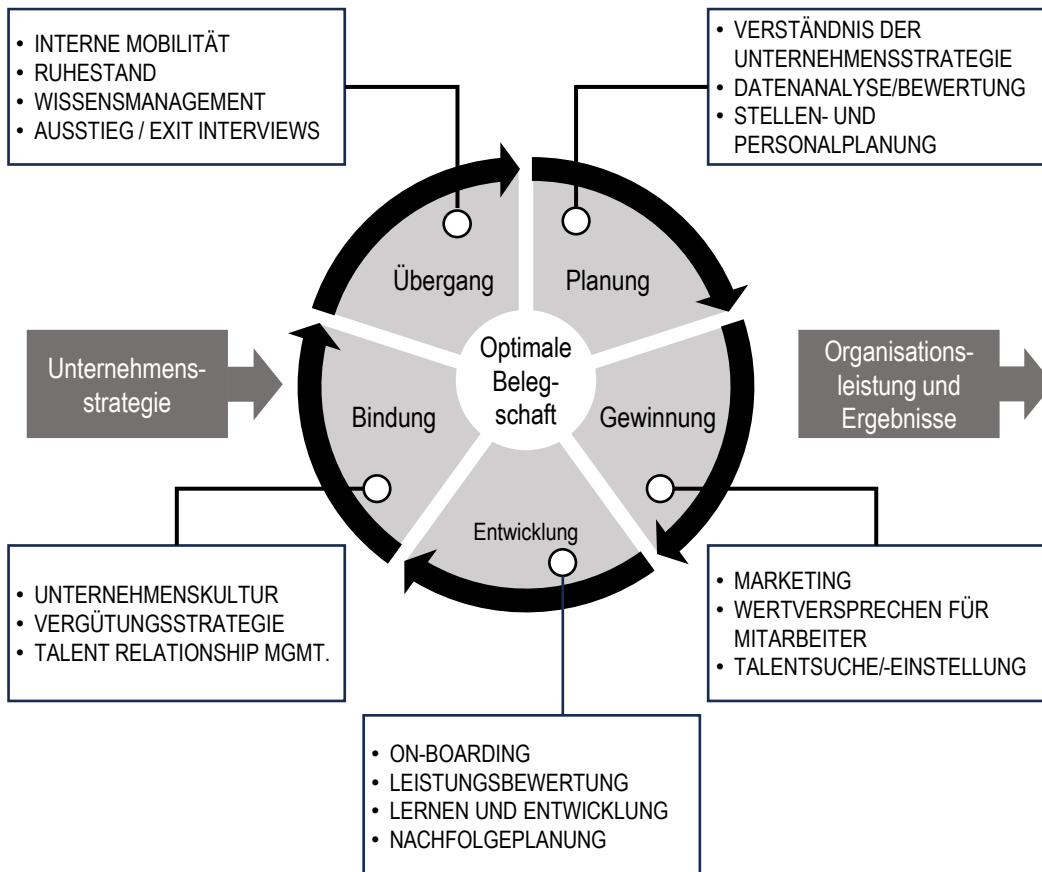 • INTERNE MOBILITÄT
• RUHESTAND
• WISSENSMANAGEMENT
• AUSSTIEG / EXIT INTERVIEWS
• VERSTÄNDNIS DER
UNTERNEHMENSSTRATEGIE
• DATENANALYSE/BEWERTUNG
• STELLEN- UND
PERSONALPLANUNG
Übergang
Planung
Unternehmens-
strategie
Optimale
Beleg-
schaft
Organisations-
leistung und
Ergebnisse
Bindung
Gewinnung
Entwicklung
• UNTERNEHMENSKULTUR
• VERGÜTUNGSSTRATEGIE
• TALENT RELATIONSHIP MGMT.
• MARKETING
• WERTVERSPRECHEN FÜR
MITARBEITER
• TALENTSUCHE/-EINSTELLUNG
• ON-BOARDING
• LEISTUNGSBEWERTUNG
• LERNEN UND ENTWICKLUNG
• NACHFOLGEPLANUNG